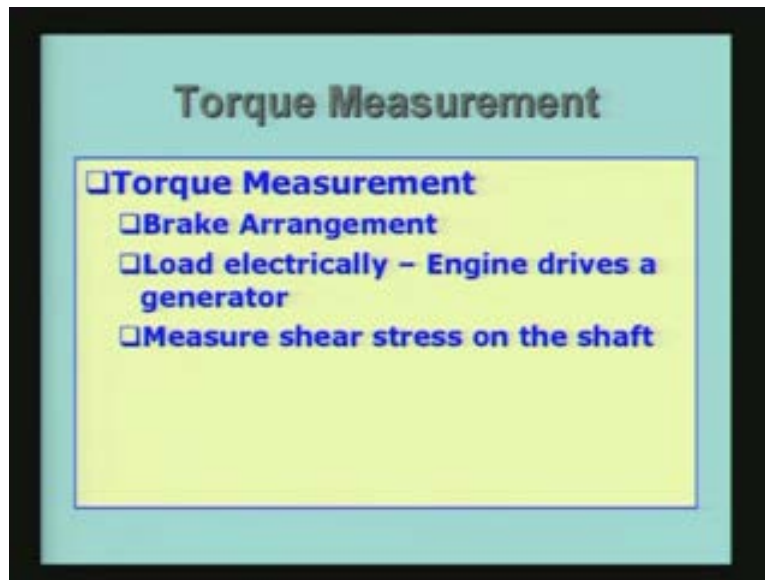 Torque Measurement
❑Torque Measurement
❑Brake Arrangement
❑Load electrically – Engine drives a
generator
❑Measure shear stress on the shaft